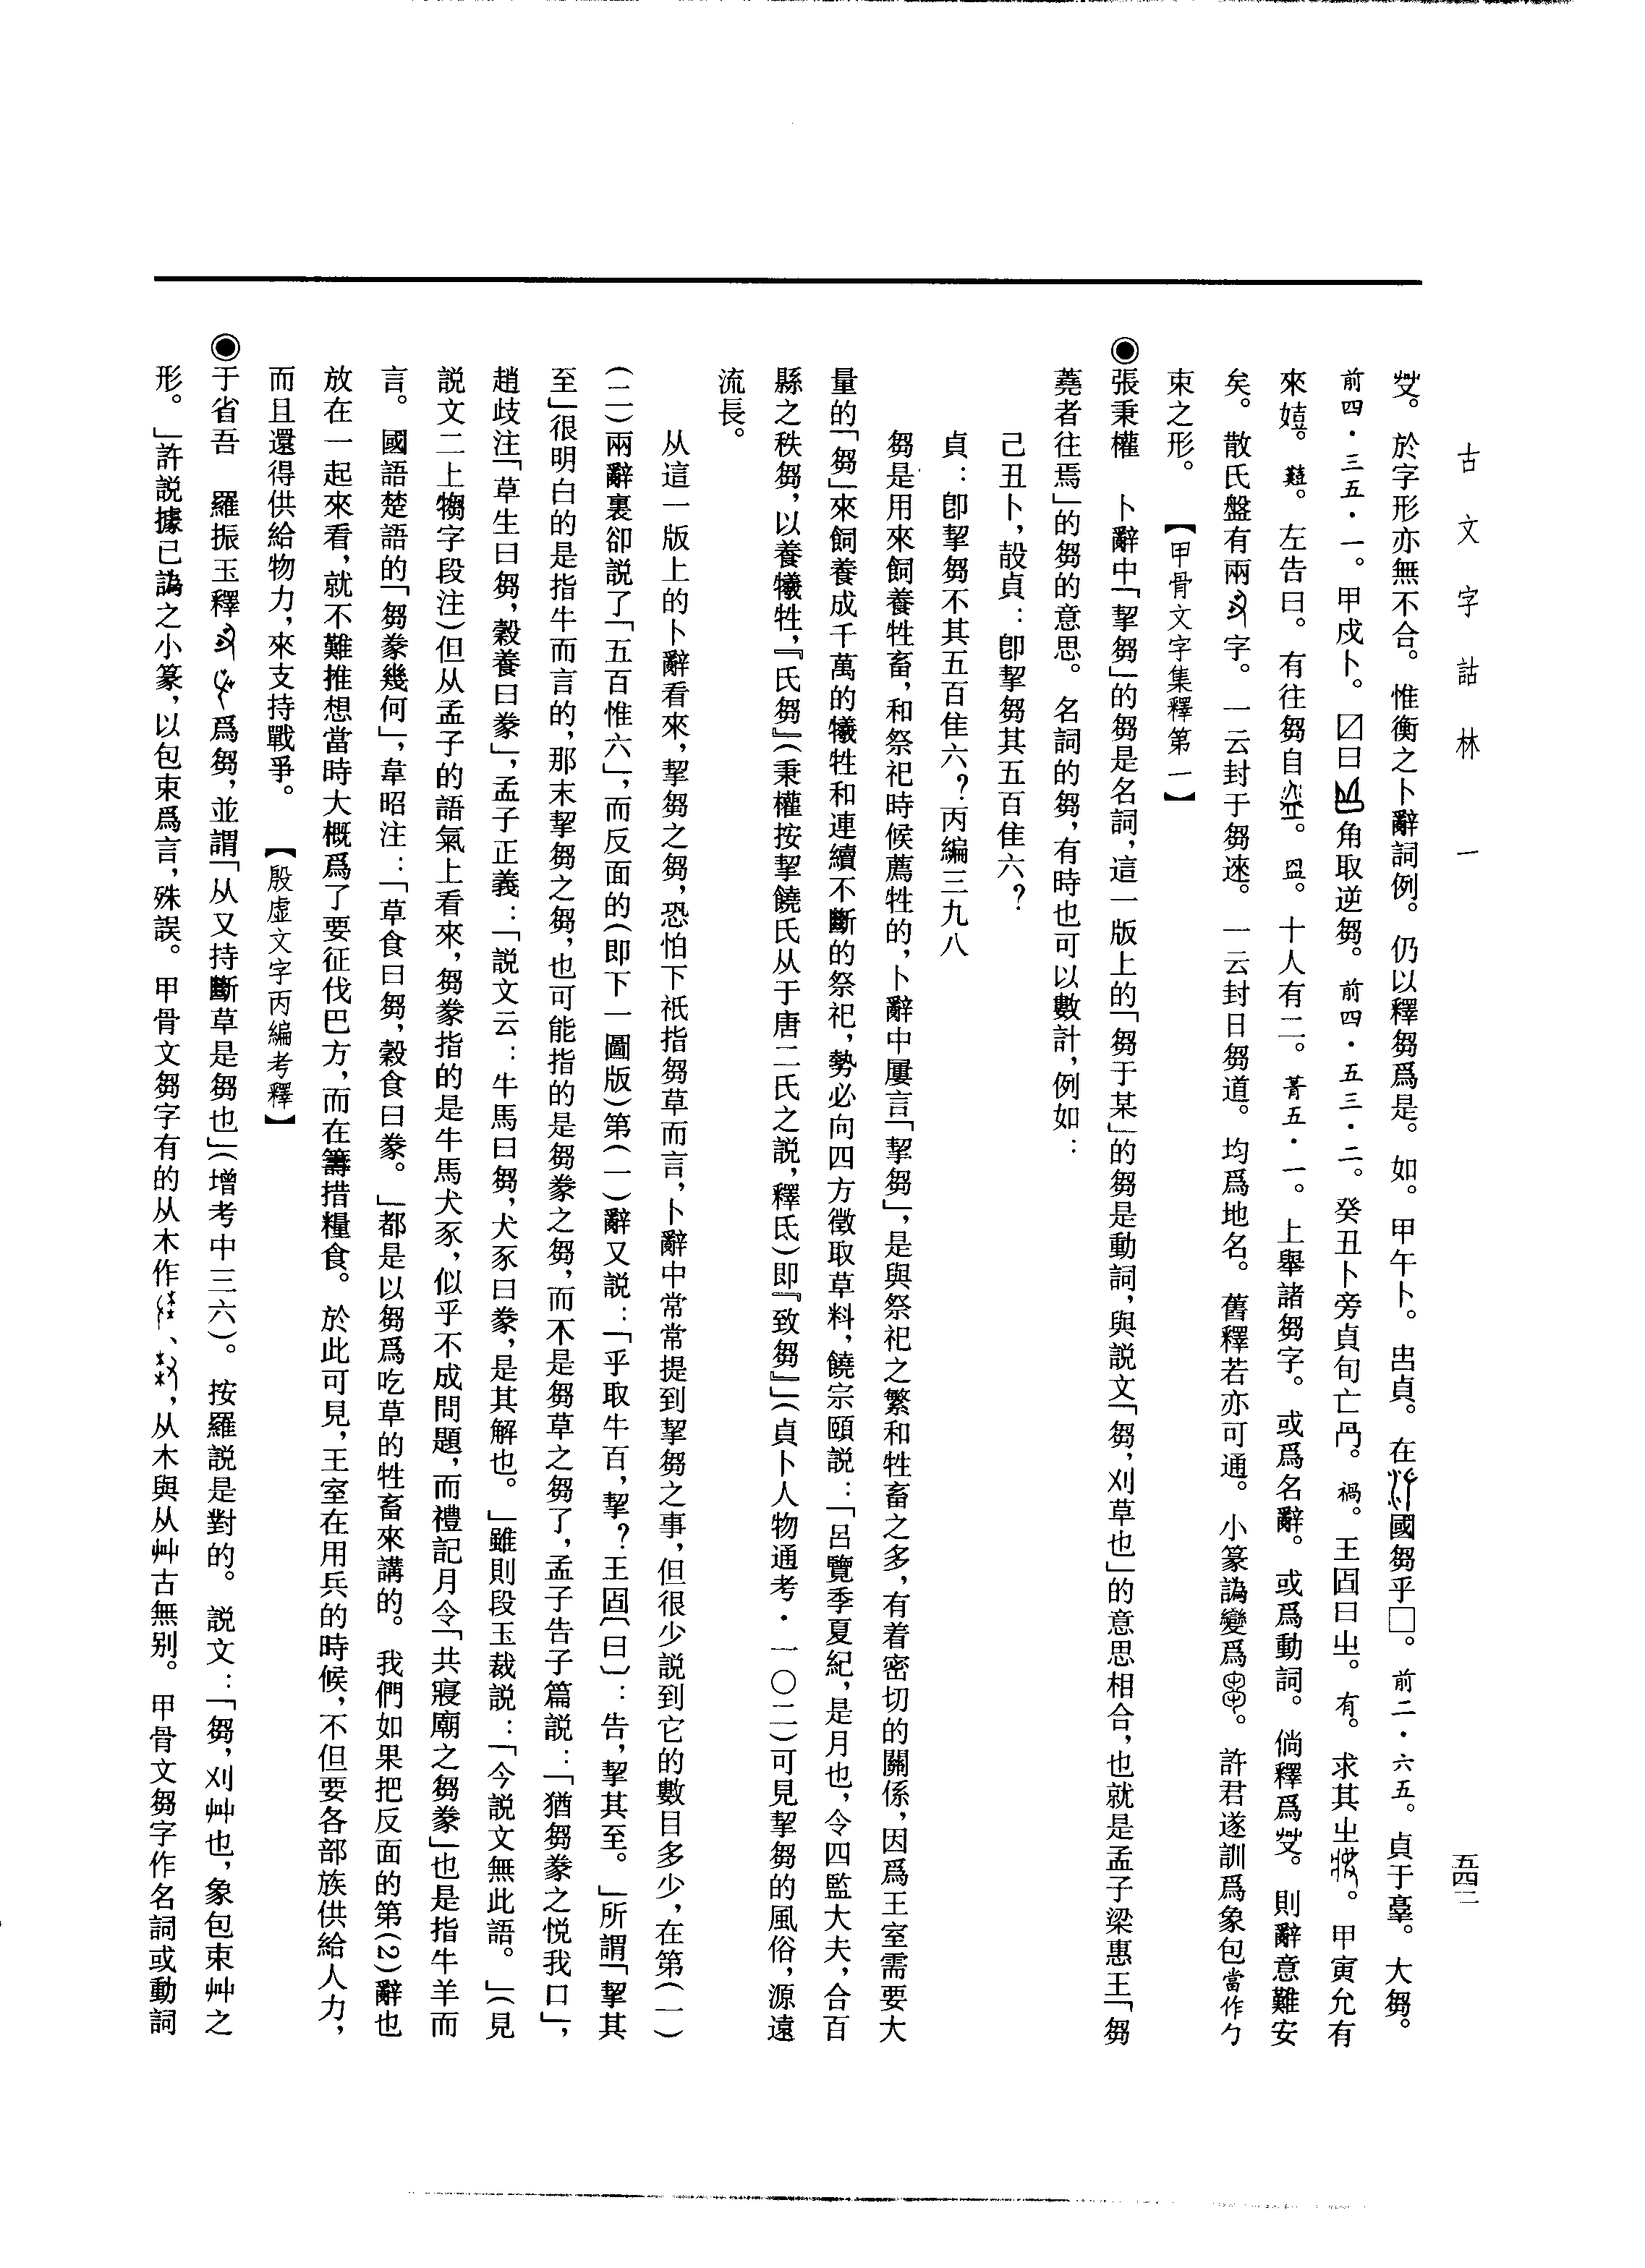 古文字詁林 一
五四二
㸚。於字形亦無不合。惟衡之卜辭詞例。仍以釋芻爲是。如。甲午卜。𠱾貞。在國芻乎□。前二·六五。貞于𦎫。大芻。
前四·三五·一。甲戌卜。曰角取逆芻。前四·五三·二。癸丑卜旁貞旬亡。禍。王固曰㞢。有。求其㞢。甲寅允有
來嬉。囏。左告曰。有往芻自。𥁕。十人有二。菁五·一。上舉諸芻字。或爲名辭。或爲動詞。倘釋爲。則辭意難安
矣。散氏盤有兩字。一云封于芻逨。一云封日芻道。均爲地名。舊釋若亦可通。小篆譌變爲。許君遂訓爲象包當作勹
束之形。 【甲骨文字集釋第一】
◉張秉權 卜辭中「挈芻」的芻是名詞,這一版上的「芻于某」的芻是動詞,與說文「芻,刈草也」的意思相合,也就是孟子梁惠王「芻
蕘者往焉」的芻的意思。名詞的芻,有時也可以數計,例如:
己丑卜,㱿貞:卽挈芻其五百隹六?
貞:卽挈芻不其五百隹六?丙編三九八
芻是用來飼養牲畜,和祭祀時候薦牲的,卜辭中屢言「挈芻」,是與祭祀之繁和牲畜之多,有着密切的關係,因爲王室需要大
量的「芻」來飼養成千萬的犧牲和連續不斷的祭祀,勢必向四方徵取草料,饒宗頤說:「呂覽季夏紀,是月也,令四監大夫,合百
縣之秩芻,以養犧牲,『氏芻』(秉權按挈饒氏从于唐二氏之說,釋氐)即『致芻』」(貞卜人物通考·一〇二)可見挈芻的風俗,源遠
流長。
从這一版上的卜辭看來,挈芻之芻,恐怕下祇指芻草而言,卜辭中常常提到挈芻之事,但很少說到它的數目多少,在第(一)
(二)兩辭裏卻說了「五百惟六」,而反面的(即下一圖版)第(一)辭又說:「乎取牛百,挈?王固〔曰〕:告,挈其至。」所謂「挈其
至」很明白的是指牛而言的,那末挈芻之芻,也可能指的是芻豢之芻,而不是芻草之芻了,孟子告子篇說:「猶芻豢之悅我口」,
趙歧注「草生曰芻,穀養曰豢」,孟子正義:「說文云:牛馬曰芻,犬豕曰豢,是其解也。」雖則段玉裁說:「今說文無此語。」(見
說文二上犓字段注)但从孟子的語氣上看來,芻豢指的是牛馬犬豕,似乎不成問題,而禮記月令「共寢廟之芻豢」也是指牛羊而
言。國語楚語的「芻豢幾何」,韋昭注:「草食曰芻,穀食曰豢。」都是以芻爲吃草的牲畜來講的。我們如果把反面的第(2)辭也
放在一起來看,就不難推想當時大概爲了要征伐巴方,而在籌措糧食。於此可見,王室在用兵的時候,不但要各部族供給人力,
而且還得供給物力,來支持戰爭。 【殷虛文字丙編考釋】
◉于省吾 羅振玉釋爲芻,並謂「从又持斷草是芻也」(增考中三六)。按羅說是對的。說文:「芻,刈艸也,象包束艸之
形。」許說據已譌之小篆,以包束爲言,殊誤。甲骨文芻字有的从木作、,从木與从艸古無別。甲骨文芻字作名詞或動詞